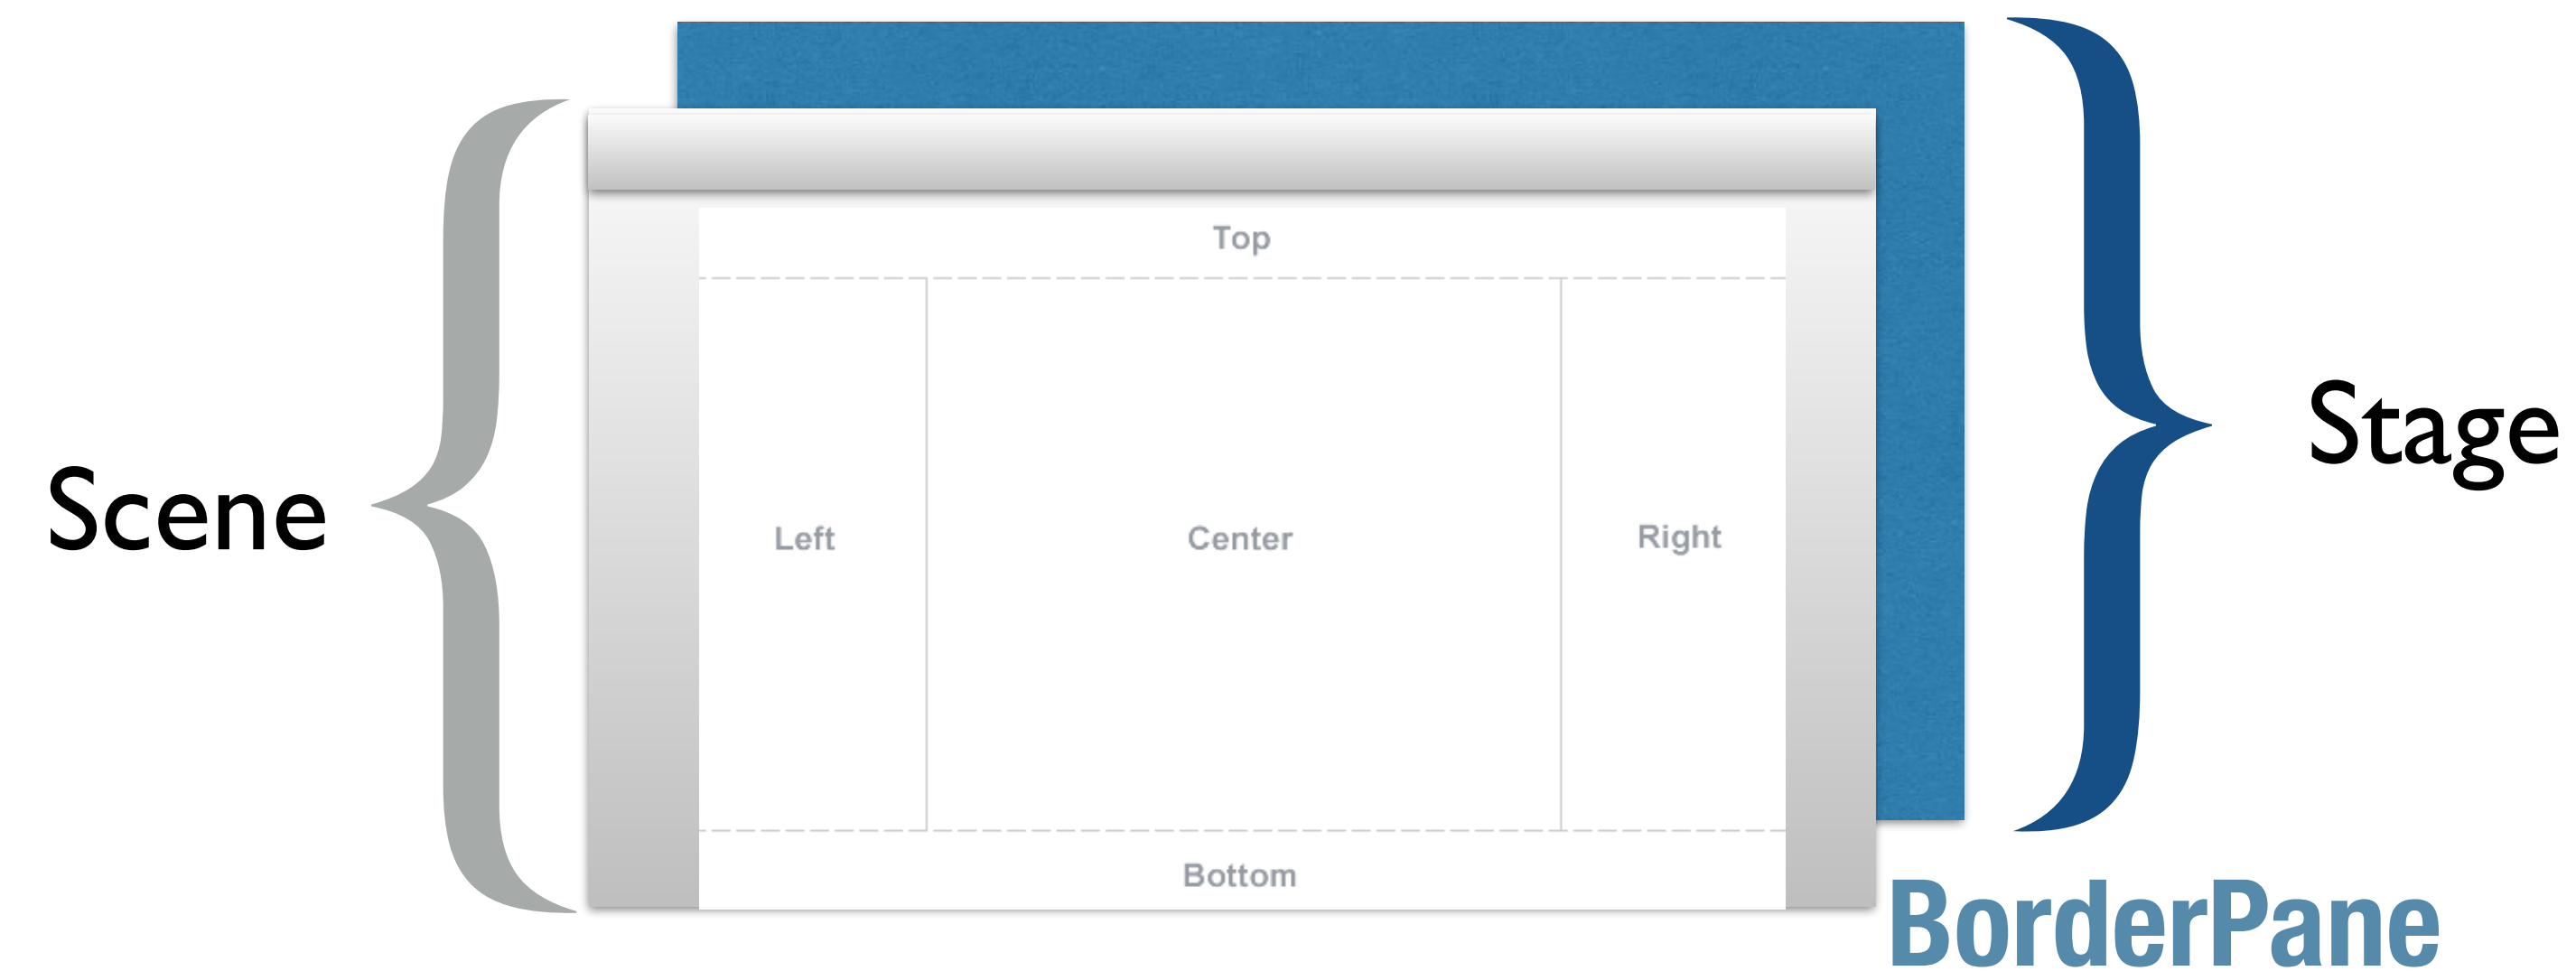 Top
Scene
Left
Center
Right
Stage
Bottom
BorderPane